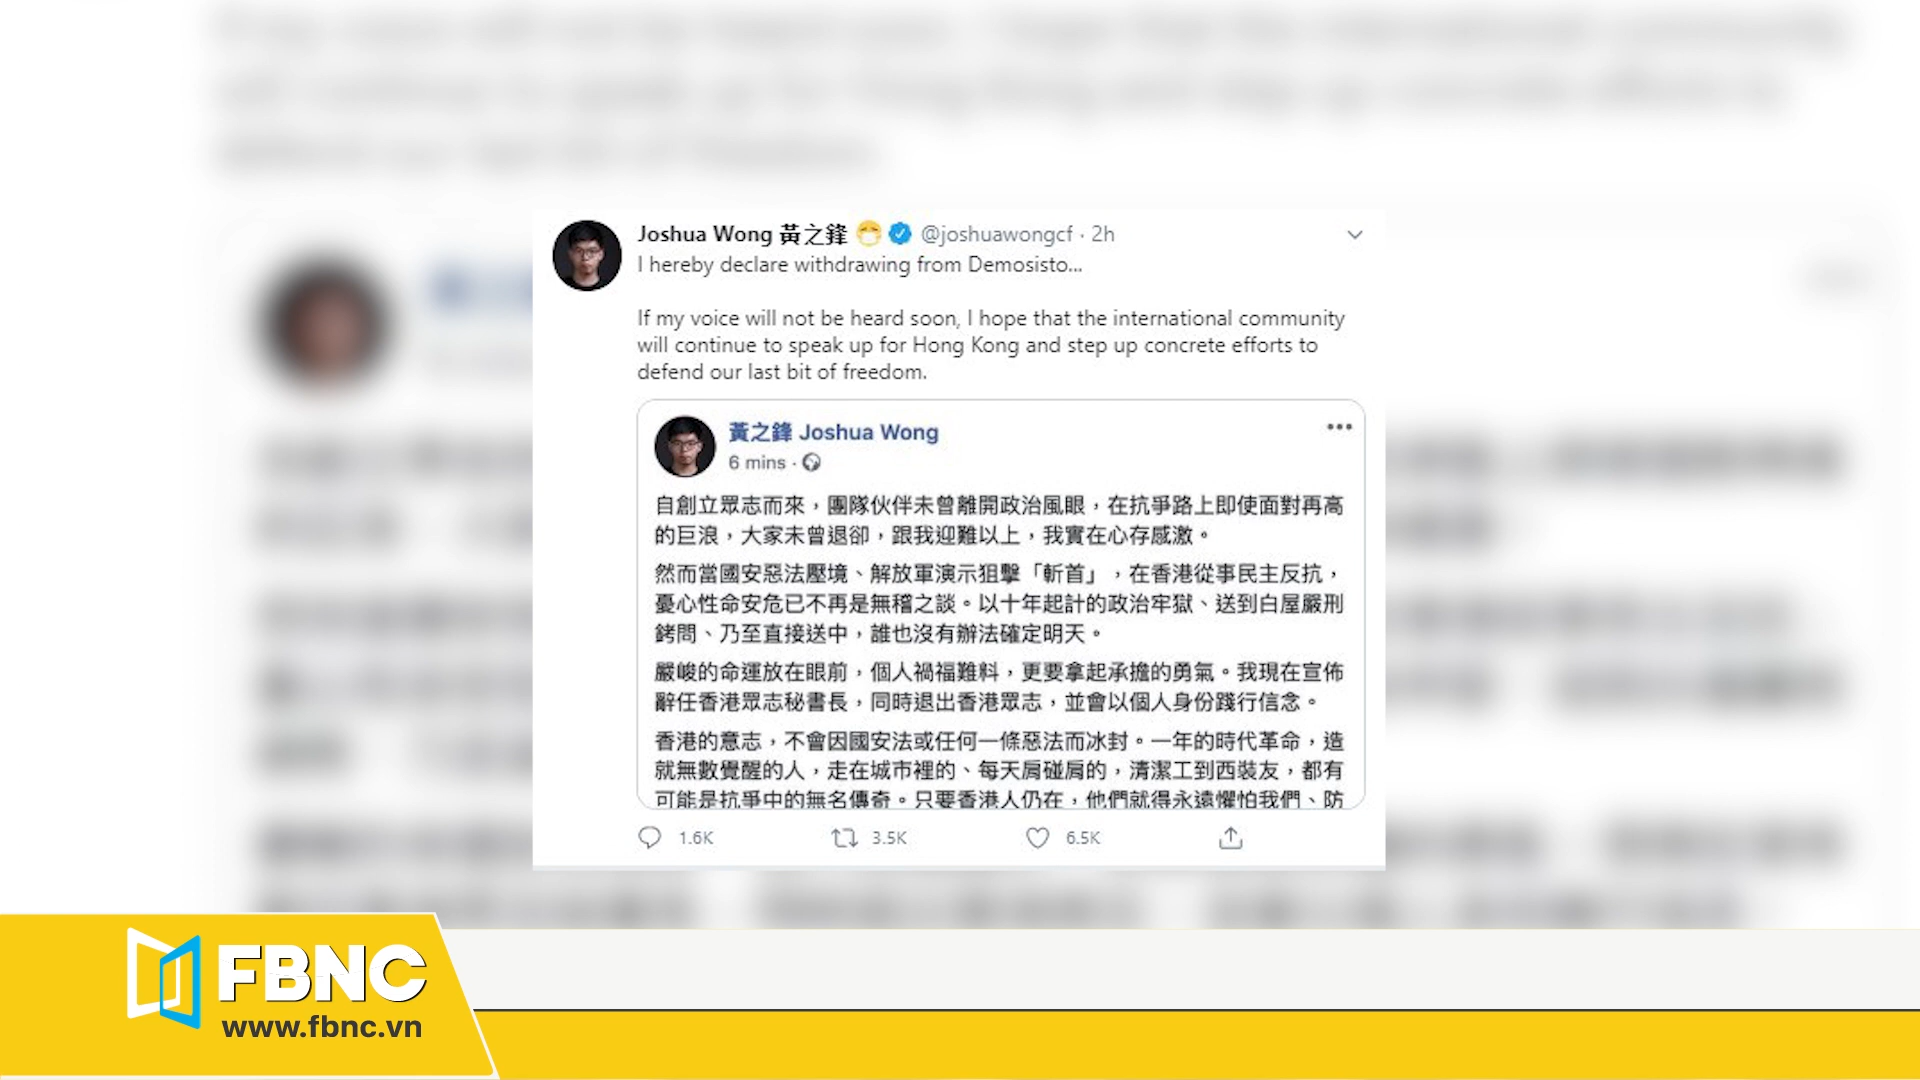 Joshua Wong 黃之鋒 😷 @joshuawongcf · 2h
I hereby declare withdrawing from Demosisto...
If my voice will not be heard soon, I hope that the international community
will continue to speak up for Hong Kong and step up concrete efforts to
defend our last bit of freedom.
黃之鋒 Joshua Wong
6 mins ·
自創立眾志而來，團隊伙伴未曾離開政治風眼，在抗爭路上即使面對再高
的巨浪，大家未曾退卻，跟我迎難以上，我實在心存感激。
然而當國安惡法壓境、解放軍演示狙擊「斬首」，在香港從事民主反抗，
憂心性命安危已不再是無稽之談。以十年起計的政治牢獄、送到白屋嚴刑
銬問、乃至直接送中，誰也沒有辦法確定明天。
嚴峻的命運放在眼前，個人禍福難料，更要拿起承擔的勇氣。我現在宣佈
辭任香港眾志秘書長，同時退出香港眾志，並會以個人身份踐行信念。
香港的意志，不會因國安法或任何一條惡法而冰封。一年的時代革命，造
就無數覺醒的人，走在城市裡的、每天肩碰肩的，清潔工到西裝友，都有
可能是抗爭中的無名傳奇。只要香港人仍在，他們就得永遠懼怕我們、防
1.6K 3.5K 6.5K
FBNC
www.fbnc.vn